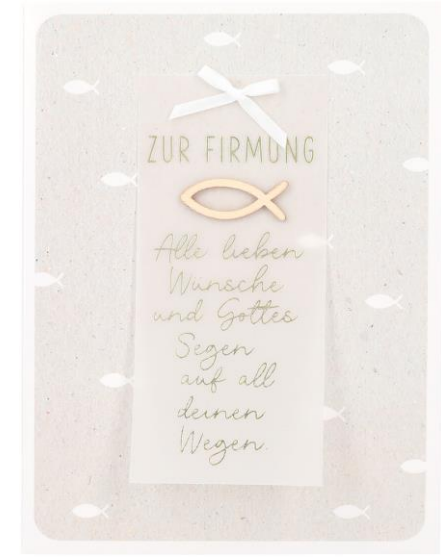 ZUR FIRMUNG
Alle lieben
Wünsche
und Gottes
Segen
auf all
deinen
Wegen.